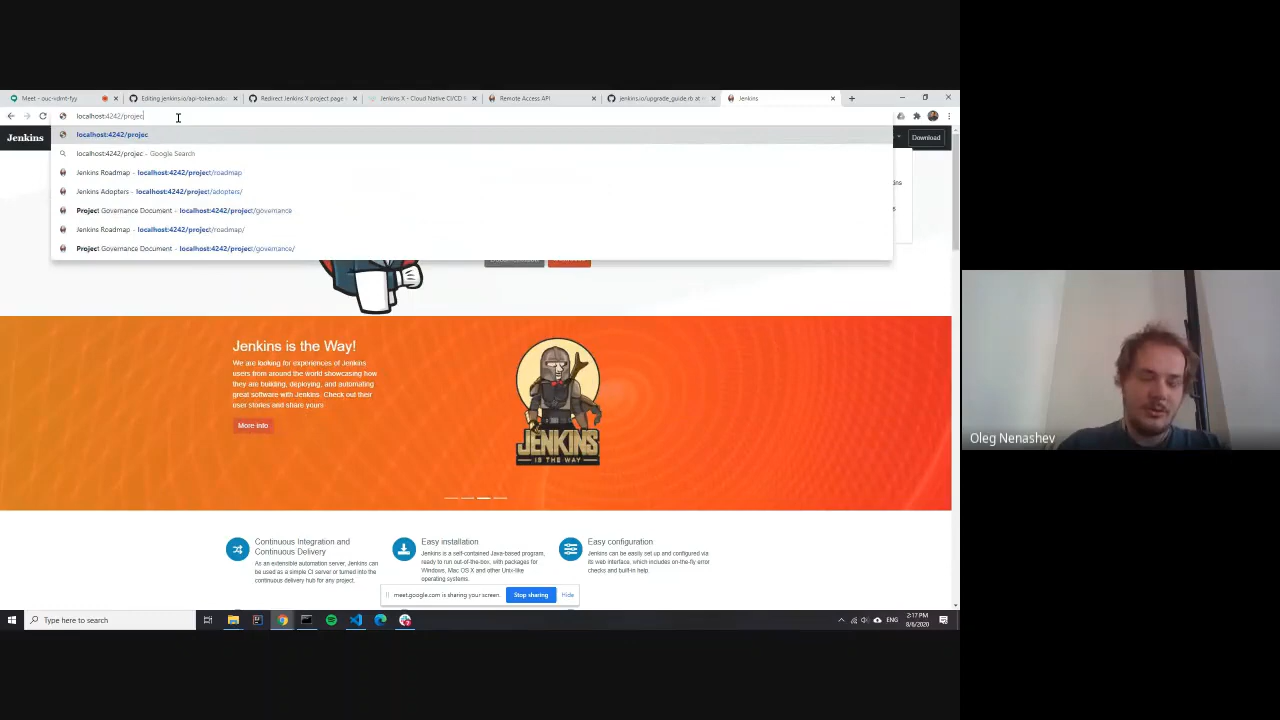 Meet - ouc-vdmt-fyy
Editing jenkins.io/api-token.ado
Redirect Jenkins X project page
Jenkins X - Cloud Native CI/CD
Remote Access API
jenkins.io/upgrade_guide.rb at
Jenkins
localhost:4242/projec
Jenkins
Download
localhost:4242/projec
localhost:4242/projec - Google Search
Jenkins Roadmap - localhost:4242/project/roadmap
Jenkins Adopters - localhost:4242/project/adopters/
Project Governance Document - localhost:4242/project/governance
Jenkins Roadmap - localhost:4242/project/roadmap/
Project Governance Document - localhost:4242/project/governance/
Jenkins is the Way!
We are looking for experiences of Jenkins
users from around the world showcasing how
they are building, deploying, and automating
great software with Jenkins. Check out their
user stories and share yours
More info
JENKINS
IS THE WAY
Continuous Integration and
Continuous Delivery
As an extensible automation server, Jenkins can
be used as a simple CI server or turned into the
continuous delivery hub for any project.
Easy installation
Jenkins is a self-contained Java-based program,
ready to run out-of-the-box, with packages for
Windows, Mac OS X and other Unix-like
operating systems.
Easy configuration
Jenkins can be easily set up and configured via
its web interface, which includes on-the-fly error
checks and built-in help.
meet.google.com is sharing your screen.
Stop sharing
Hide
Type here to search
ENG
2:17 PM
8/6/2020
Oleg Nenashev